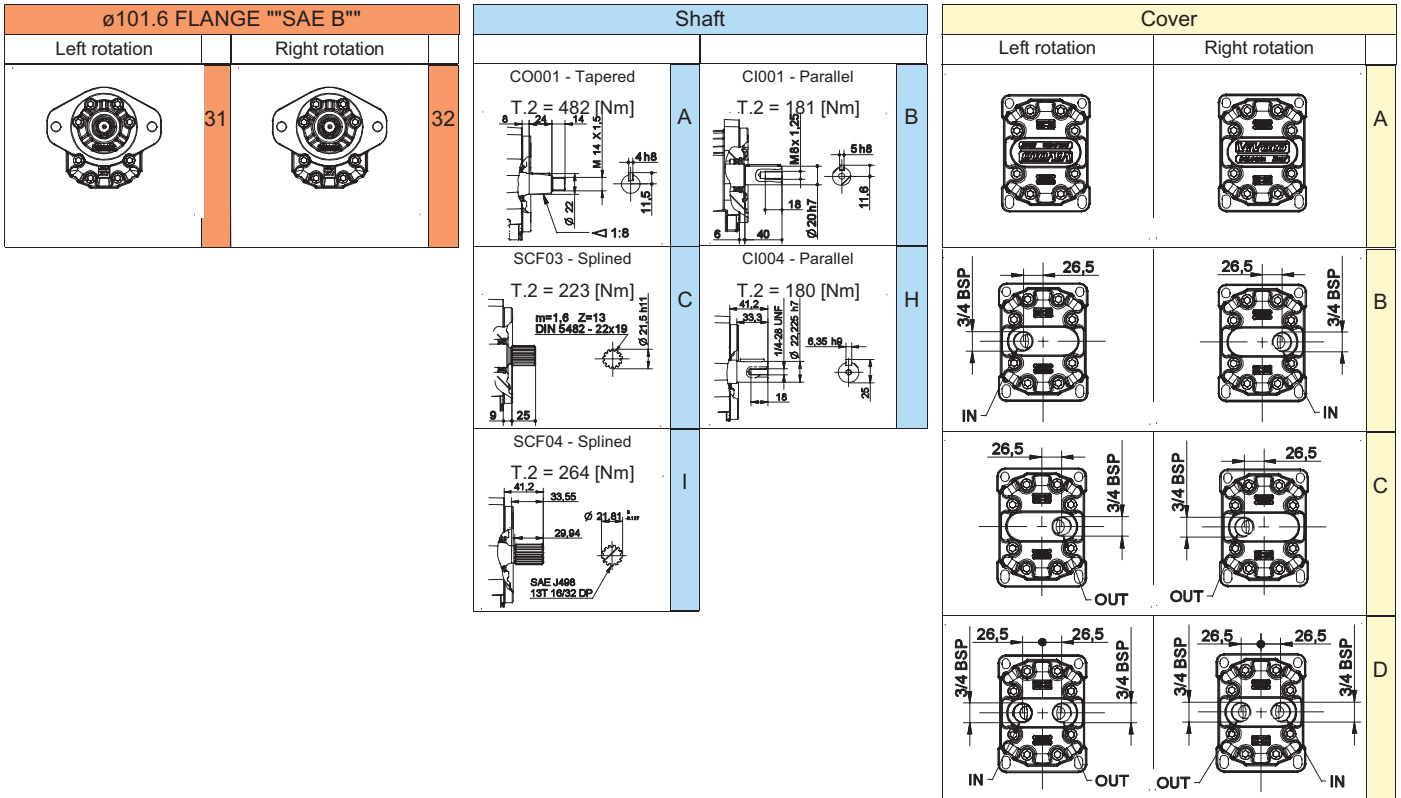 ø101.6 FLANGE ""SAE B""
Left rotation
Right rotation
31
32
Shaft
CO001 - Tapered
T.2 = 482 [Nm]
8
24
14
M 14 X 1,5
4 h8
11,5
Ø 22
1:8
A
CI001 - Parallel
T.2 = 181 [Nm]
M8x 1,25
5 h8
18
Ø20 h7
11,6
6
40
B
SCF03 - Splined
T.2 = 223 [Nm]
m=1,6 Z=13
DIN 5482 - 22x19
Ø 21,5 h11
9
25
C
CI004 - Parallel
T.2 = 180 [Nm]
41,2
33,3
1/4-28 UNF
Ø 22,225 h7
6,35 h9
18
25
H
SCF04 - Splined
T.2 = 264 [Nm]
41,2
33,55
Ø 21,81
29,94
SAE J498
13T 16/32 DP
I
Cover
Left rotation
Right rotation
A
3/4 BSP
26,5
IN
26,5
3/4 BSP
IN
B
26,5
3/4 BSP
OUT
3/4 BSP
26,5
OUT
C
3/4 BSP
26,5
26,5
3/4 BSP
IN
OUT
3/4 BSP
26,5
26,5
3/4 BSP
OUT
IN
D